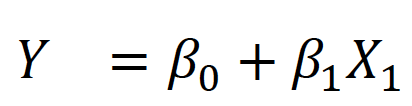 Y = β₀ + β₁X₁